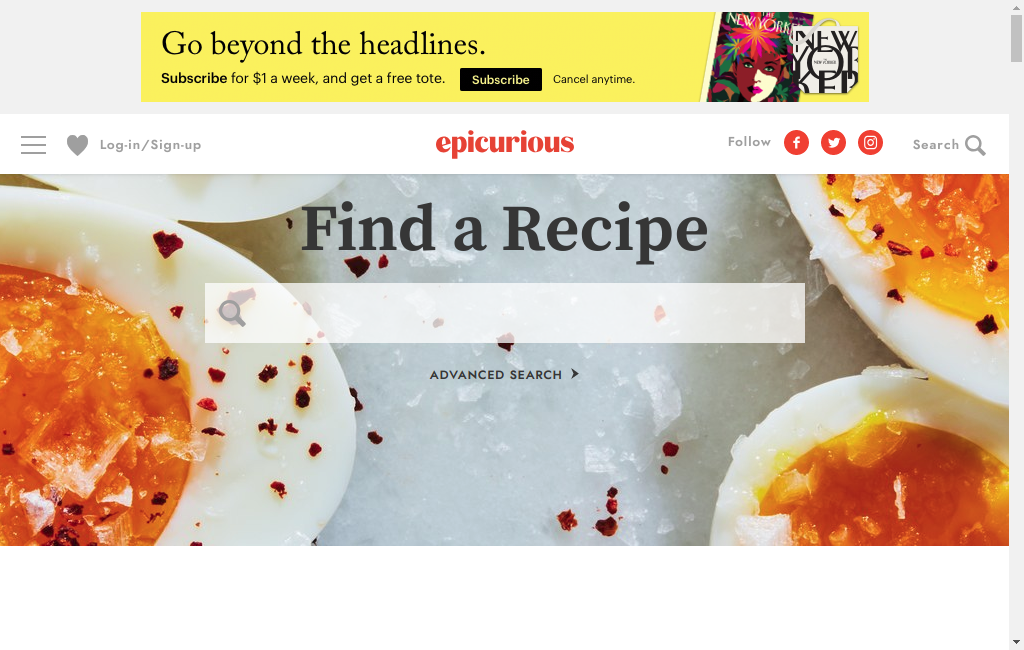 Go beyond the headlines.
Subscribe for $1 a week, and get a free tote.
Subscribe
Cancel anytime.
THE
NEW YORKER
NEW
YORKER
Log-in/Sign-up
epicurious
Follow
Search
Find a Recipe
ADVANCED SEARCH